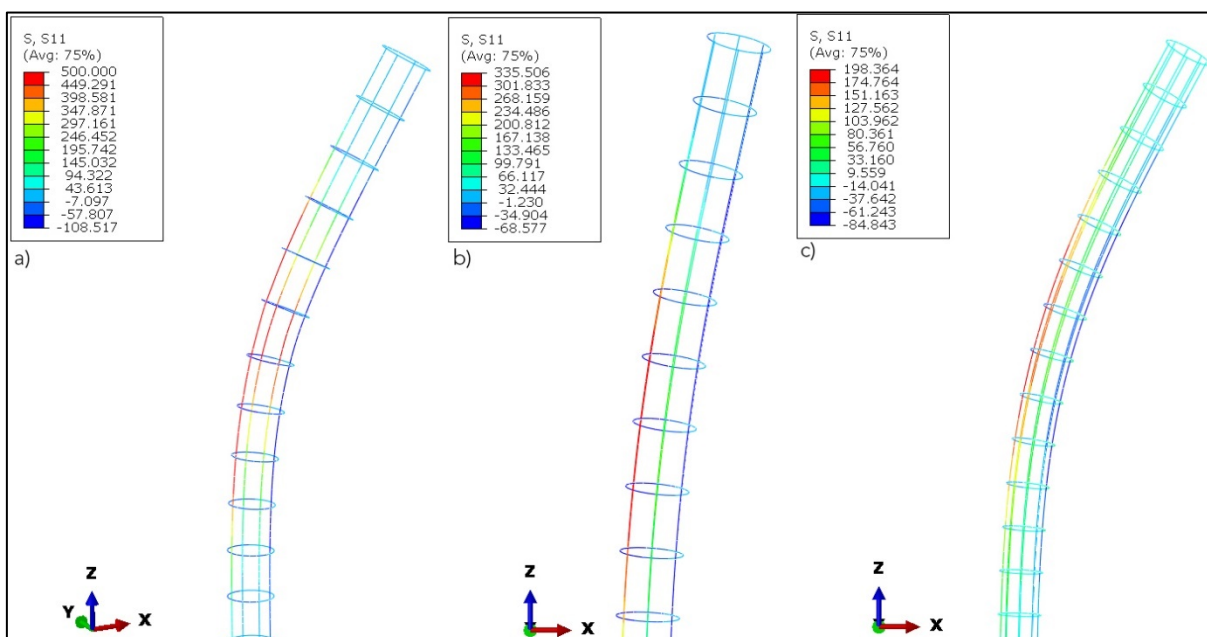 S, S11
(Avg: 75%)
500.000
449.291
398.581
347.871
297.161
246.452
195.742
145.032
94.322
43.613
-7.097
-57.807
-108.517
a)
Z
Y
X
S, S11
(Avg: 75%)
335.506
301.833
268.159
234.486
200.812
167.138
133.465
99.791
66.117
32.444
-1.230
-34.904
-68.577
b)
Z
X
S, S11
(Avg: 75%)
198.364
174.764
151.163
127.562
103.962
80.361
56.760
33.160
9.559
-14.041
-37.642
-61.243
-84.843
c)
Z
X